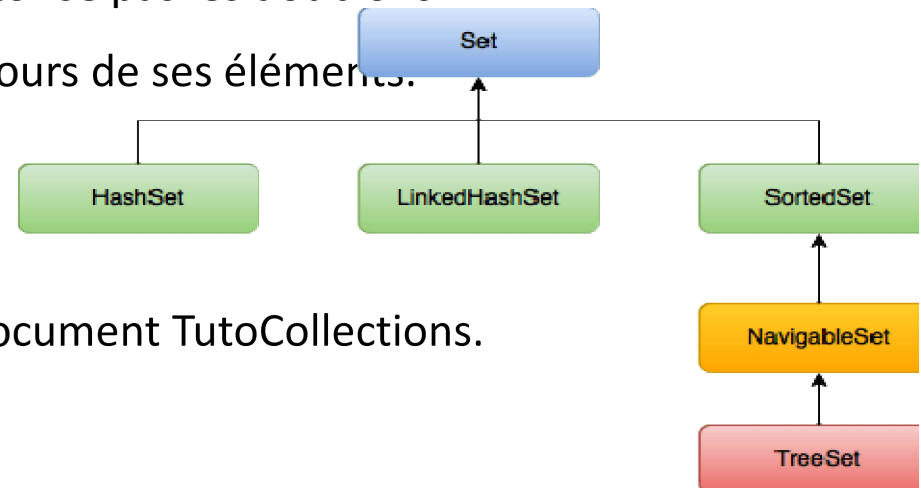 Set
ours de ses éléments.
HashSet LinkedHashSet SortedSet
ocument TutoCollections.
NavigableSet
TreeSet